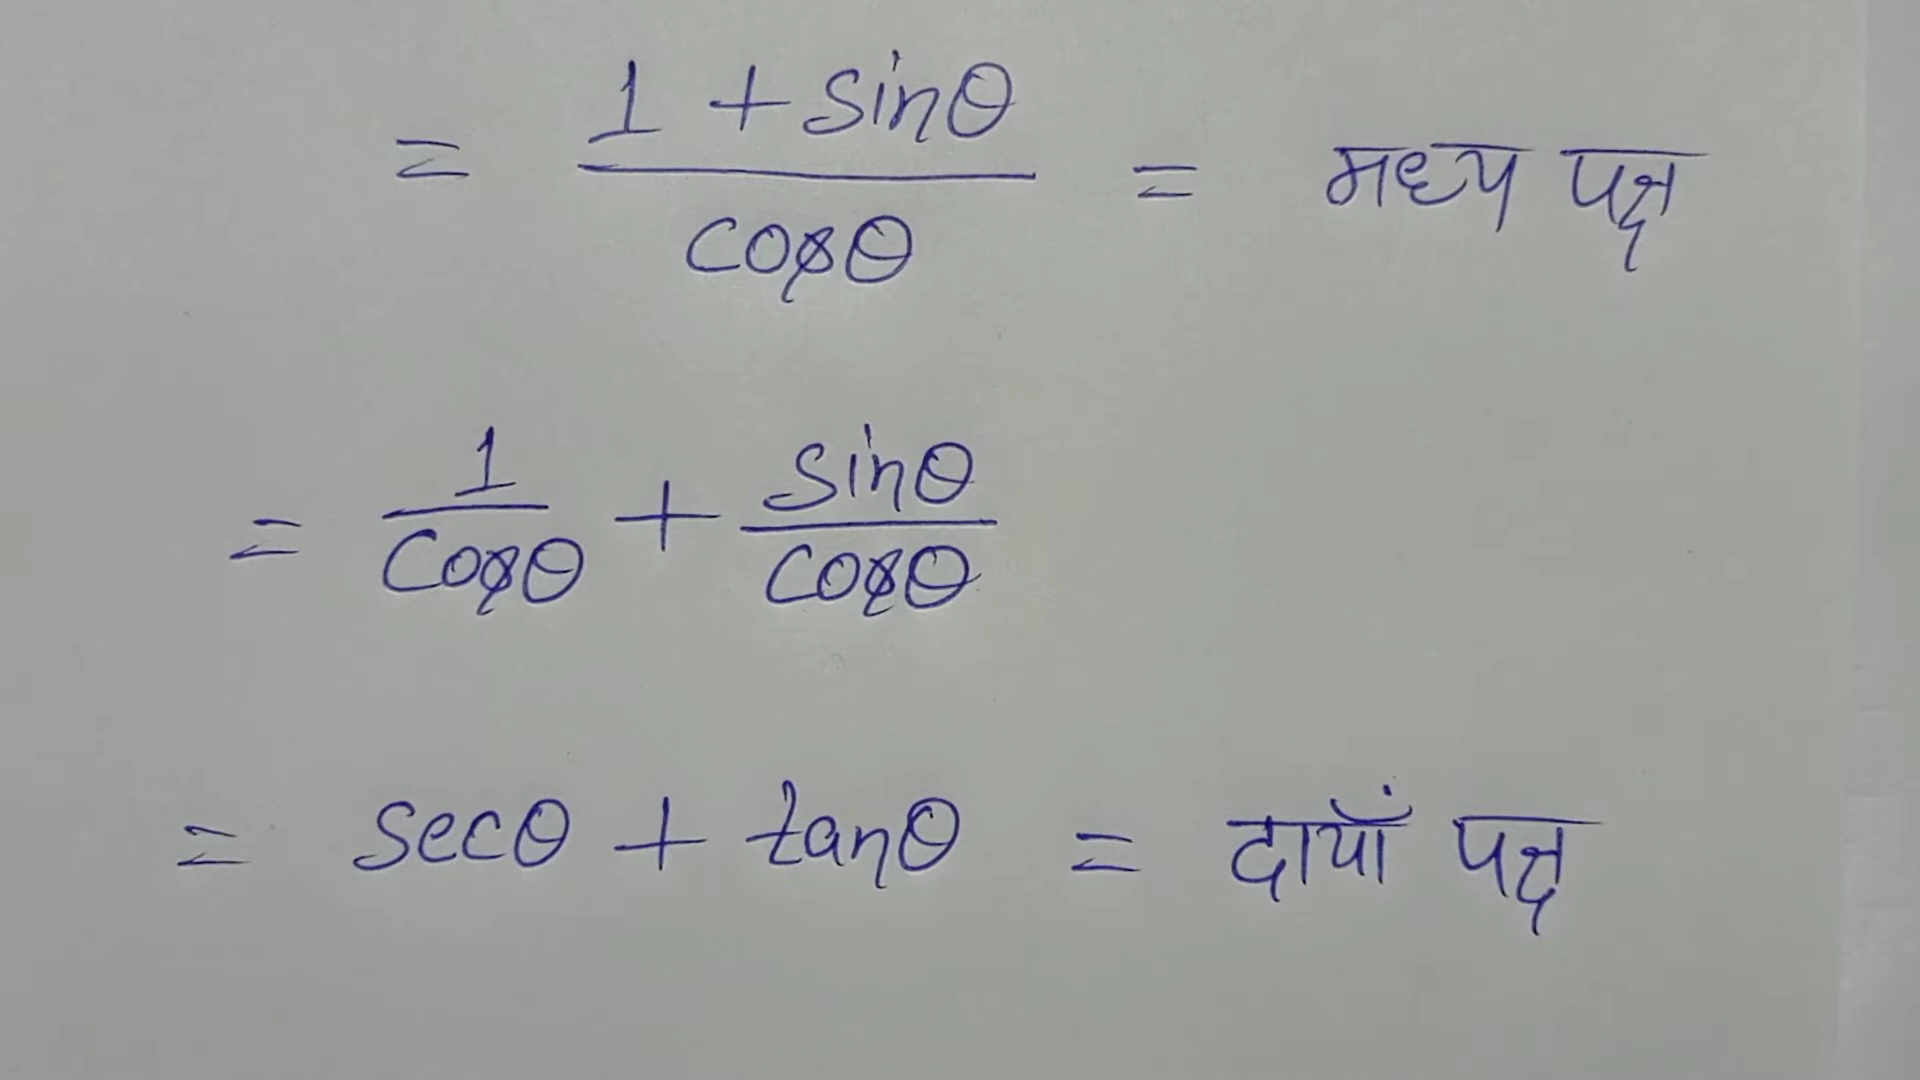 = (1 + sinθ)/cosθ = मध्य पक्ष
= 1/cosθ + sinθ/cosθ
= secθ + tanθ = दायाँ पक्ष